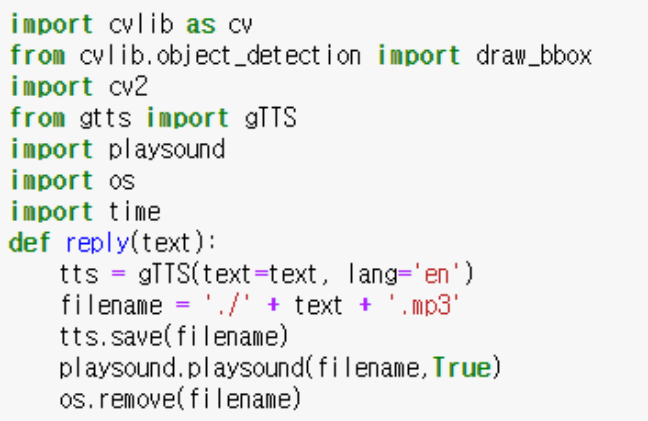 import cvlib as cv
from cvlib.object_detection import draw_bbox
import cv2
from gtts import gTTS
import playsound
import os
import time
def reply(text):
    tts = gTTS(text=text, lang='en')
    filename = './' + text + '.mp3'
    tts.save(filename)
    playsound.playsound(filename,True)
    os.remove(filename)